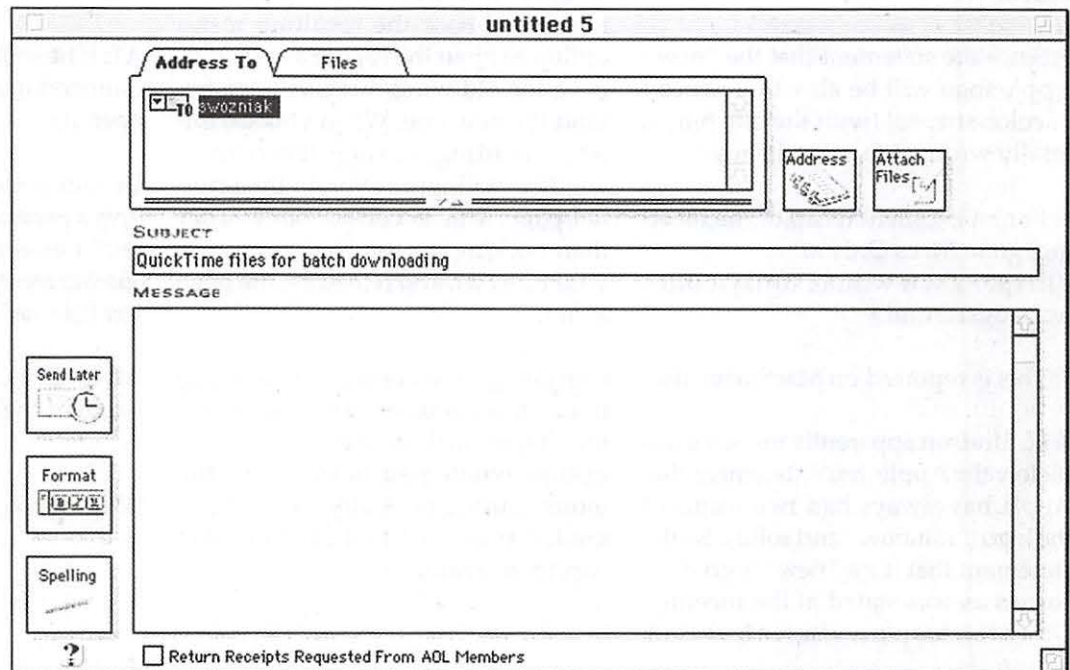 untitled 5
Address To Files
TO swozniak
Address
Attach Files
SUBJECT
QuickTime files for batch downloading
MESSAGE
Send Later
Format
B I U
Spelling
?
Return Receipts Requested From AOL Members